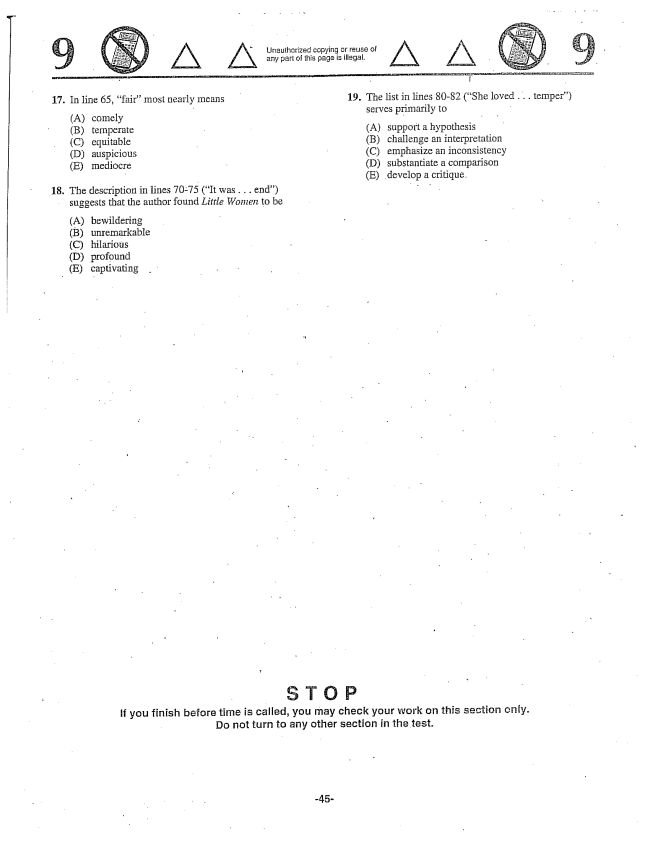 9
Unauthorized copying or reuse of
any part of this page is illegal.
9
17. In line 65, “fair” most nearly means
(A) comely
(B) temperate
(C) equitable
(D) auspicious
(E) mediocre
18. The description in lines 70-75 (“It was . . . end”)
suggests that the author found Little Women to be
(A) bewildering
(B) unremarkable
(C) hilarious
(D) profound
(E) captivating
19. The list in lines 80-82 (“She loved . . . temper”)
serves primarily to
(A) support a hypothesis
(B) challenge an interpretation
(C) emphasize an inconsistency
(D) substantiate a comparison
(E) develop a critique
STOP
If you finish before time is called, you may check your work on this section only.
Do not turn to any other section in the test.
-45-